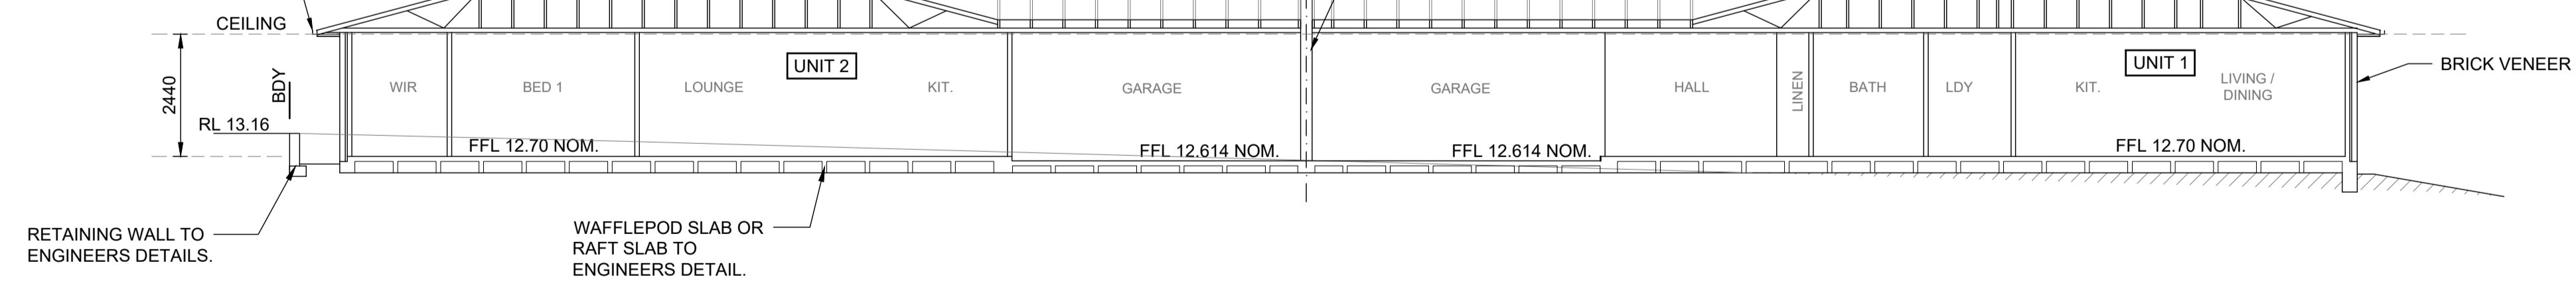 CEILING
2440
BDY
RL 13.16
WIR
BED 1
LOUNGE
UNIT 2
KIT.
GARAGE
GARAGE
HALL
LINEN
BATH
LDY
KIT.
UNIT 1
LIVING /
DINING
BRICK VENEER
FFL 12.70 NOM.
FFL 12.614 NOM.
FFL 12.614 NOM.
FFL 12.70 NOM.
RETAINING WALL TO
ENGINEERS DETAILS.
WAFFLEPOD SLAB OR
RAFT SLAB TO
ENGINEERS DETAIL.